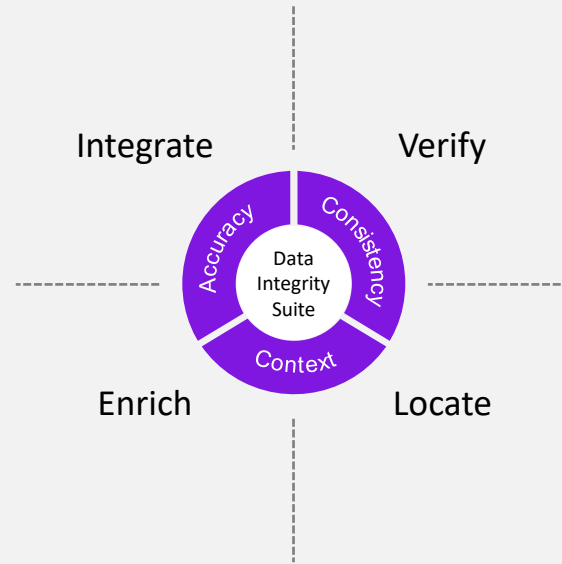 Integrate
Verify
Accuracy
Consistency
Data
Integrity
Suite
Context
Enrich
Locate